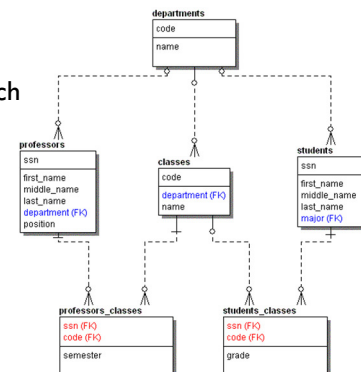 departments
code
name
ch
professors
ssn
first_name
middle_name
last_name
department (FK)
position
classes
code
department (FK)
name
students
ssn
first_name
middle_name
last_name
major (FK)
professors_classes
ssn (FK)
code (FK)
semester
students_classes
ssn (FK)
code (FK)
grade